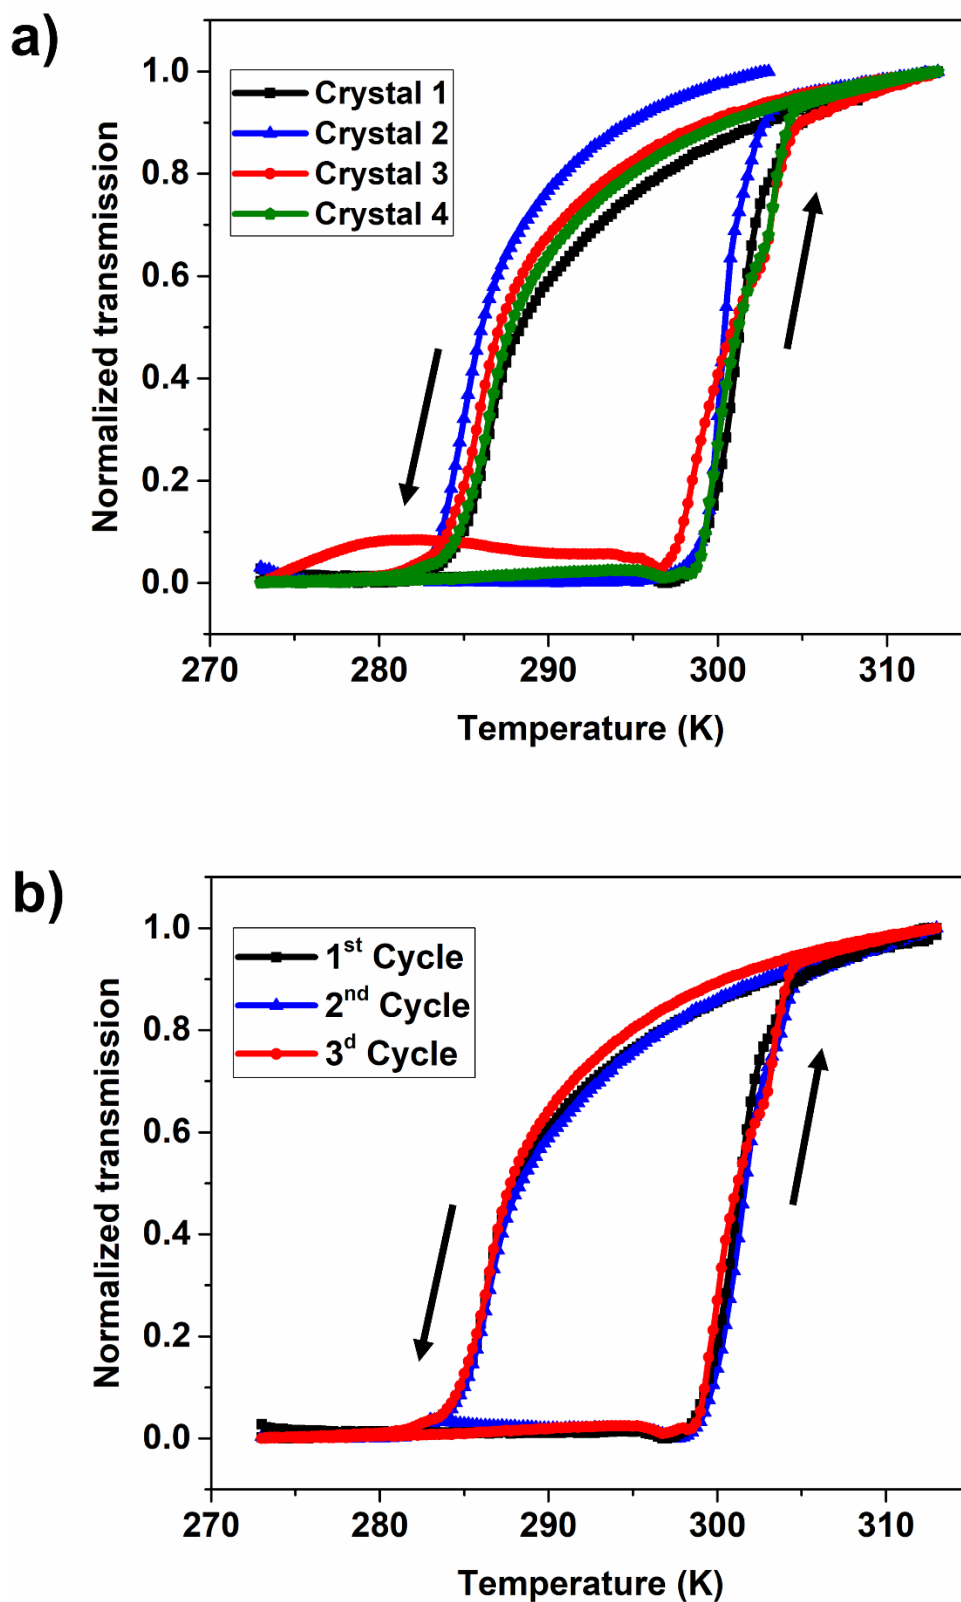 a)
Normalized transmission
1.0
0.8
0.6
0.4
0.2
0.0
Crystal 1
Crystal 2
Crystal 3
Crystal 4
270 280 290 300 310
Temperature (K)
b)
Normalized transmission
1.0
0.8
0.6
0.4
0.2
0.0
1st Cycle
2nd Cycle
3d Cycle
270 280 290 300 310
Temperature (K)